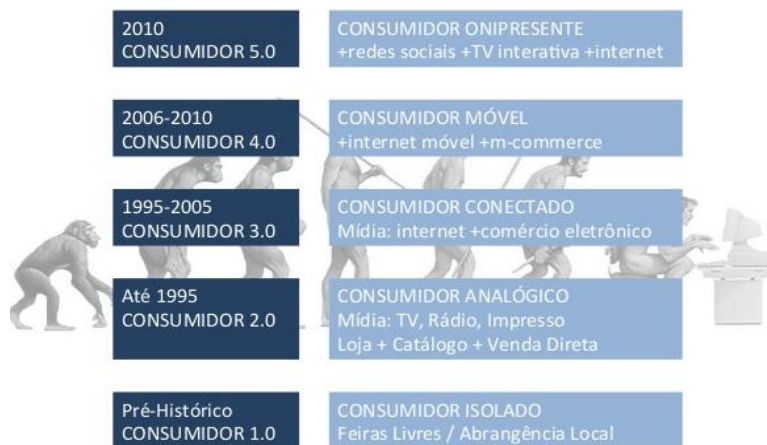 2010
CONSUMIDOR 5.0
CONSUMIDOR ONIPRESENTE
+redes sociais +TV interativa +internet
2006-2010
CONSUMIDOR 4.0
CONSUMIDOR MÓVEL
+internet móvel +m-commerce
1995-2005
CONSUMIDOR 3.0
CONSUMIDOR CONECTADO
Mídia: internet +comércio eletrônico
Até 1995
CONSUMIDOR 2.0
CONSUMIDOR ANALÓGICO
Mídia: TV, Rádio, Impresso
Loja + Catálogo + Venda Direta
Pré-Histórico
CONSUMIDOR 1.0
CONSUMIDOR ISOLADO
Feiras Livres / Abrangência Local